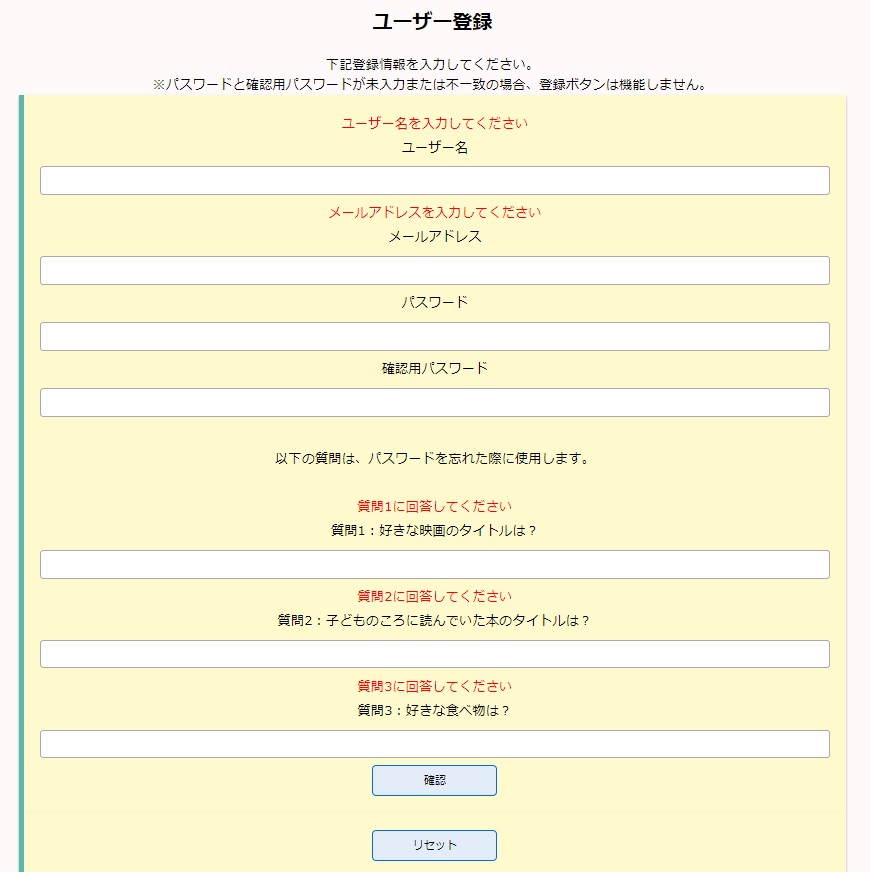 ユーザー登録
下記登録情報を入力してください。
※パスワードと確認用パスワードが未入力または不一致の場合、登録ボタンは機能しません。
ユーザー名を入力してください
ユーザー名
メールアドレスを入力してください
メールアドレス
パスワード
確認用パスワード
以下の質問は、パスワードを忘れた際に使用します。
質問1に回答してください
質問1：好きな映画のタイトルは？
質問2に回答してください
質問2：子どものころに読んでいた本のタイトルは？
質問3に回答してください
質問3：好きな食べ物は？
確認
リセット